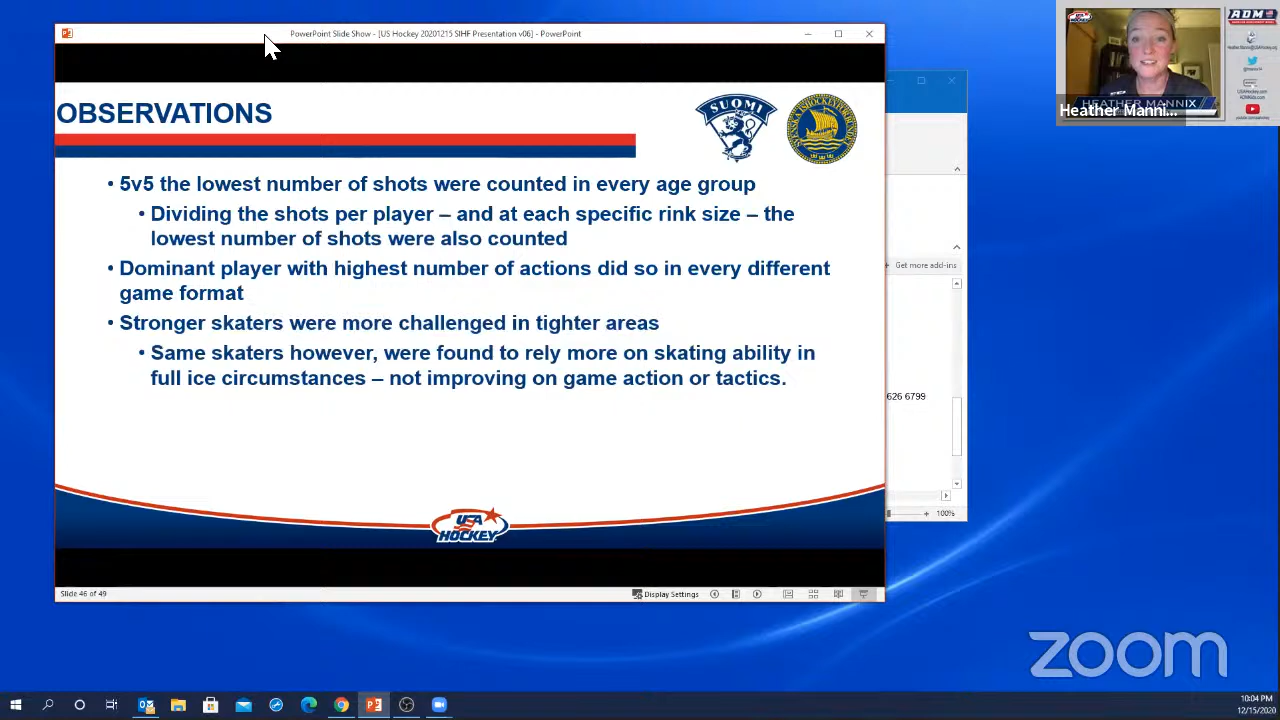 PowerPoint Slide Show - [US Hockey 20201215 SIHF Presentation v06] - PowerPoint
OBSERVATIONS
SUOMI
• 5v5 the lowest number of shots were counted in every age group
• Dividing the shots per player – and at each specific rink size – the
lowest number of shots were also counted
• Dominant player with highest number of actions did so in every different
game format
• Stronger skaters were more challenged in tighter areas
• Same skaters however, were found to rely more on skating ability in
full ice circumstances – not improving on game action or tactics.
USA
HOCKEY
Slide 46 of 49
Display Settings
Get more add-ins
626 6799
100%
HEATHER MANNIX
Heather Manni...
ADM
zoom
10:04 PM
12/15/2020